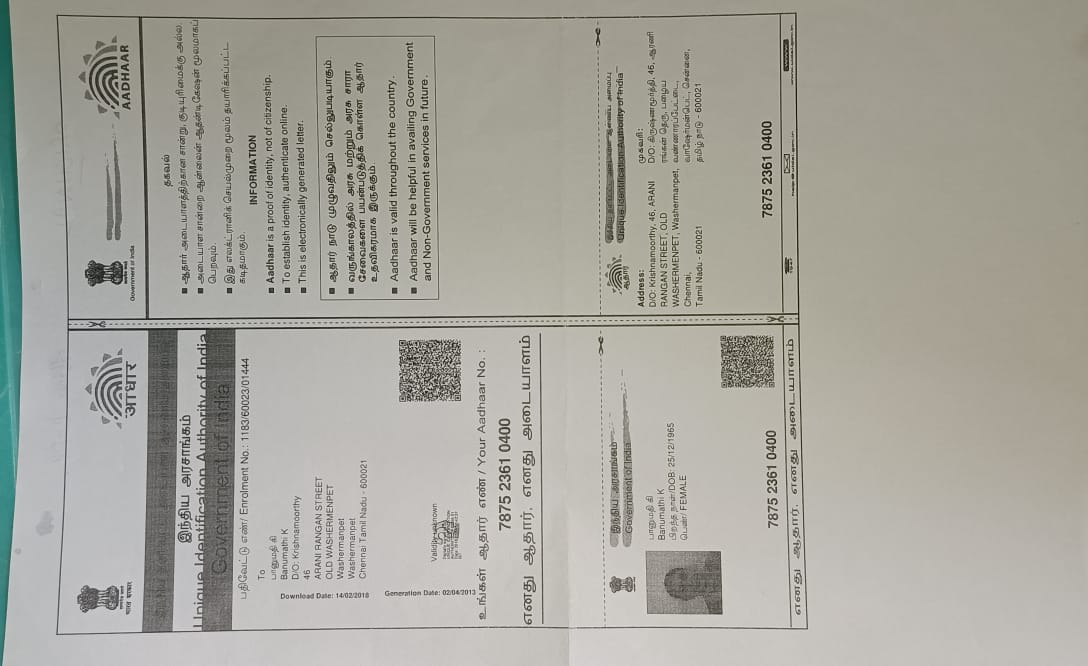 भारत सरकार
आधार
இந்திய அரசாங்கம்
Unique Identification Authority of India
Government of India
பதிவேட்டு எண்/ Enrolment No.: 1183/60023/01444
To
பானுமதி கி
Banumathi K
D/O: Krishnamoorthy
46
ARANI RANGAN STREET
OLD WASHERMENPET
Washermanpet
Washermanpet
Chennai Tamil Nadu - 600021
Download Date: 14/02/2018
Generation Date: 02/04/2013
Validity unknown
உங்கள் ஆதார் எண் / Your Aadhaar No. :
7875 2361 0400
எனது ஆதார், எனது அடையாளம்
Government of India
AADHAAR
தகவல்
■ ஆதார் அடையாளத்திற்கான சான்று, குடியுரிமைக்கு அல்ல.
■ அடையாள சான்றை ஆன்லைன் ஆதண்டிகேஷன் மூலமாகப்
பெறவும்.
■ இது எலக்ட்ரானிக் செயல்முறை மூலம் தயாரிக்கப்பட்ட
கடிதமாகும்.
INFORMATION
■ Aadhaar is a proof of identity, not of citizenship.
■ To establish identity, authenticate online.
■ This is electronically generated letter.
■ ஆதார் நாடு முழுவதிலும் செல்லுபடியாகும்
■ வருங்காலத்தில் அரசு மற்றும் அரசு சாரா
சேவைகளை பயன்படுத்திக் கொள்ள ஆதார்
உதவிகரமாக இருக்கும்
■ Aadhaar is valid throughout the country .
■ Aadhaar will be helpful in availing Government
and Non-Government services in future .
இந்திய அரசாங்கம்
Government of India
பானுமதி கி
Banumathi K
பிறந்த நாள்/DOB: 25/12/1965
பெண்/ FEMALE
7875 2361 0400
எனது ஆதார், எனது அடையாளம்
ஆதார்
Unique Identification Authority of India
Address:
D/O: Krishnamoorthy, 46, ARANI
RANGAN STREET, OLD
WASHERMENPET, Washermanpet,
Chennai,
Tamil Nadu - 600021
முகவரி:
D/O: கிருஷ்ணமூர்த்தி, 46, ஆரணி
ரங்கன் தெரு, பழைய
வண்ணாரப்பேட்டை,
வாஷேர்மன்பெட், சென்னை,
தமிழ் நாடு - 600021
7875 2361 0400